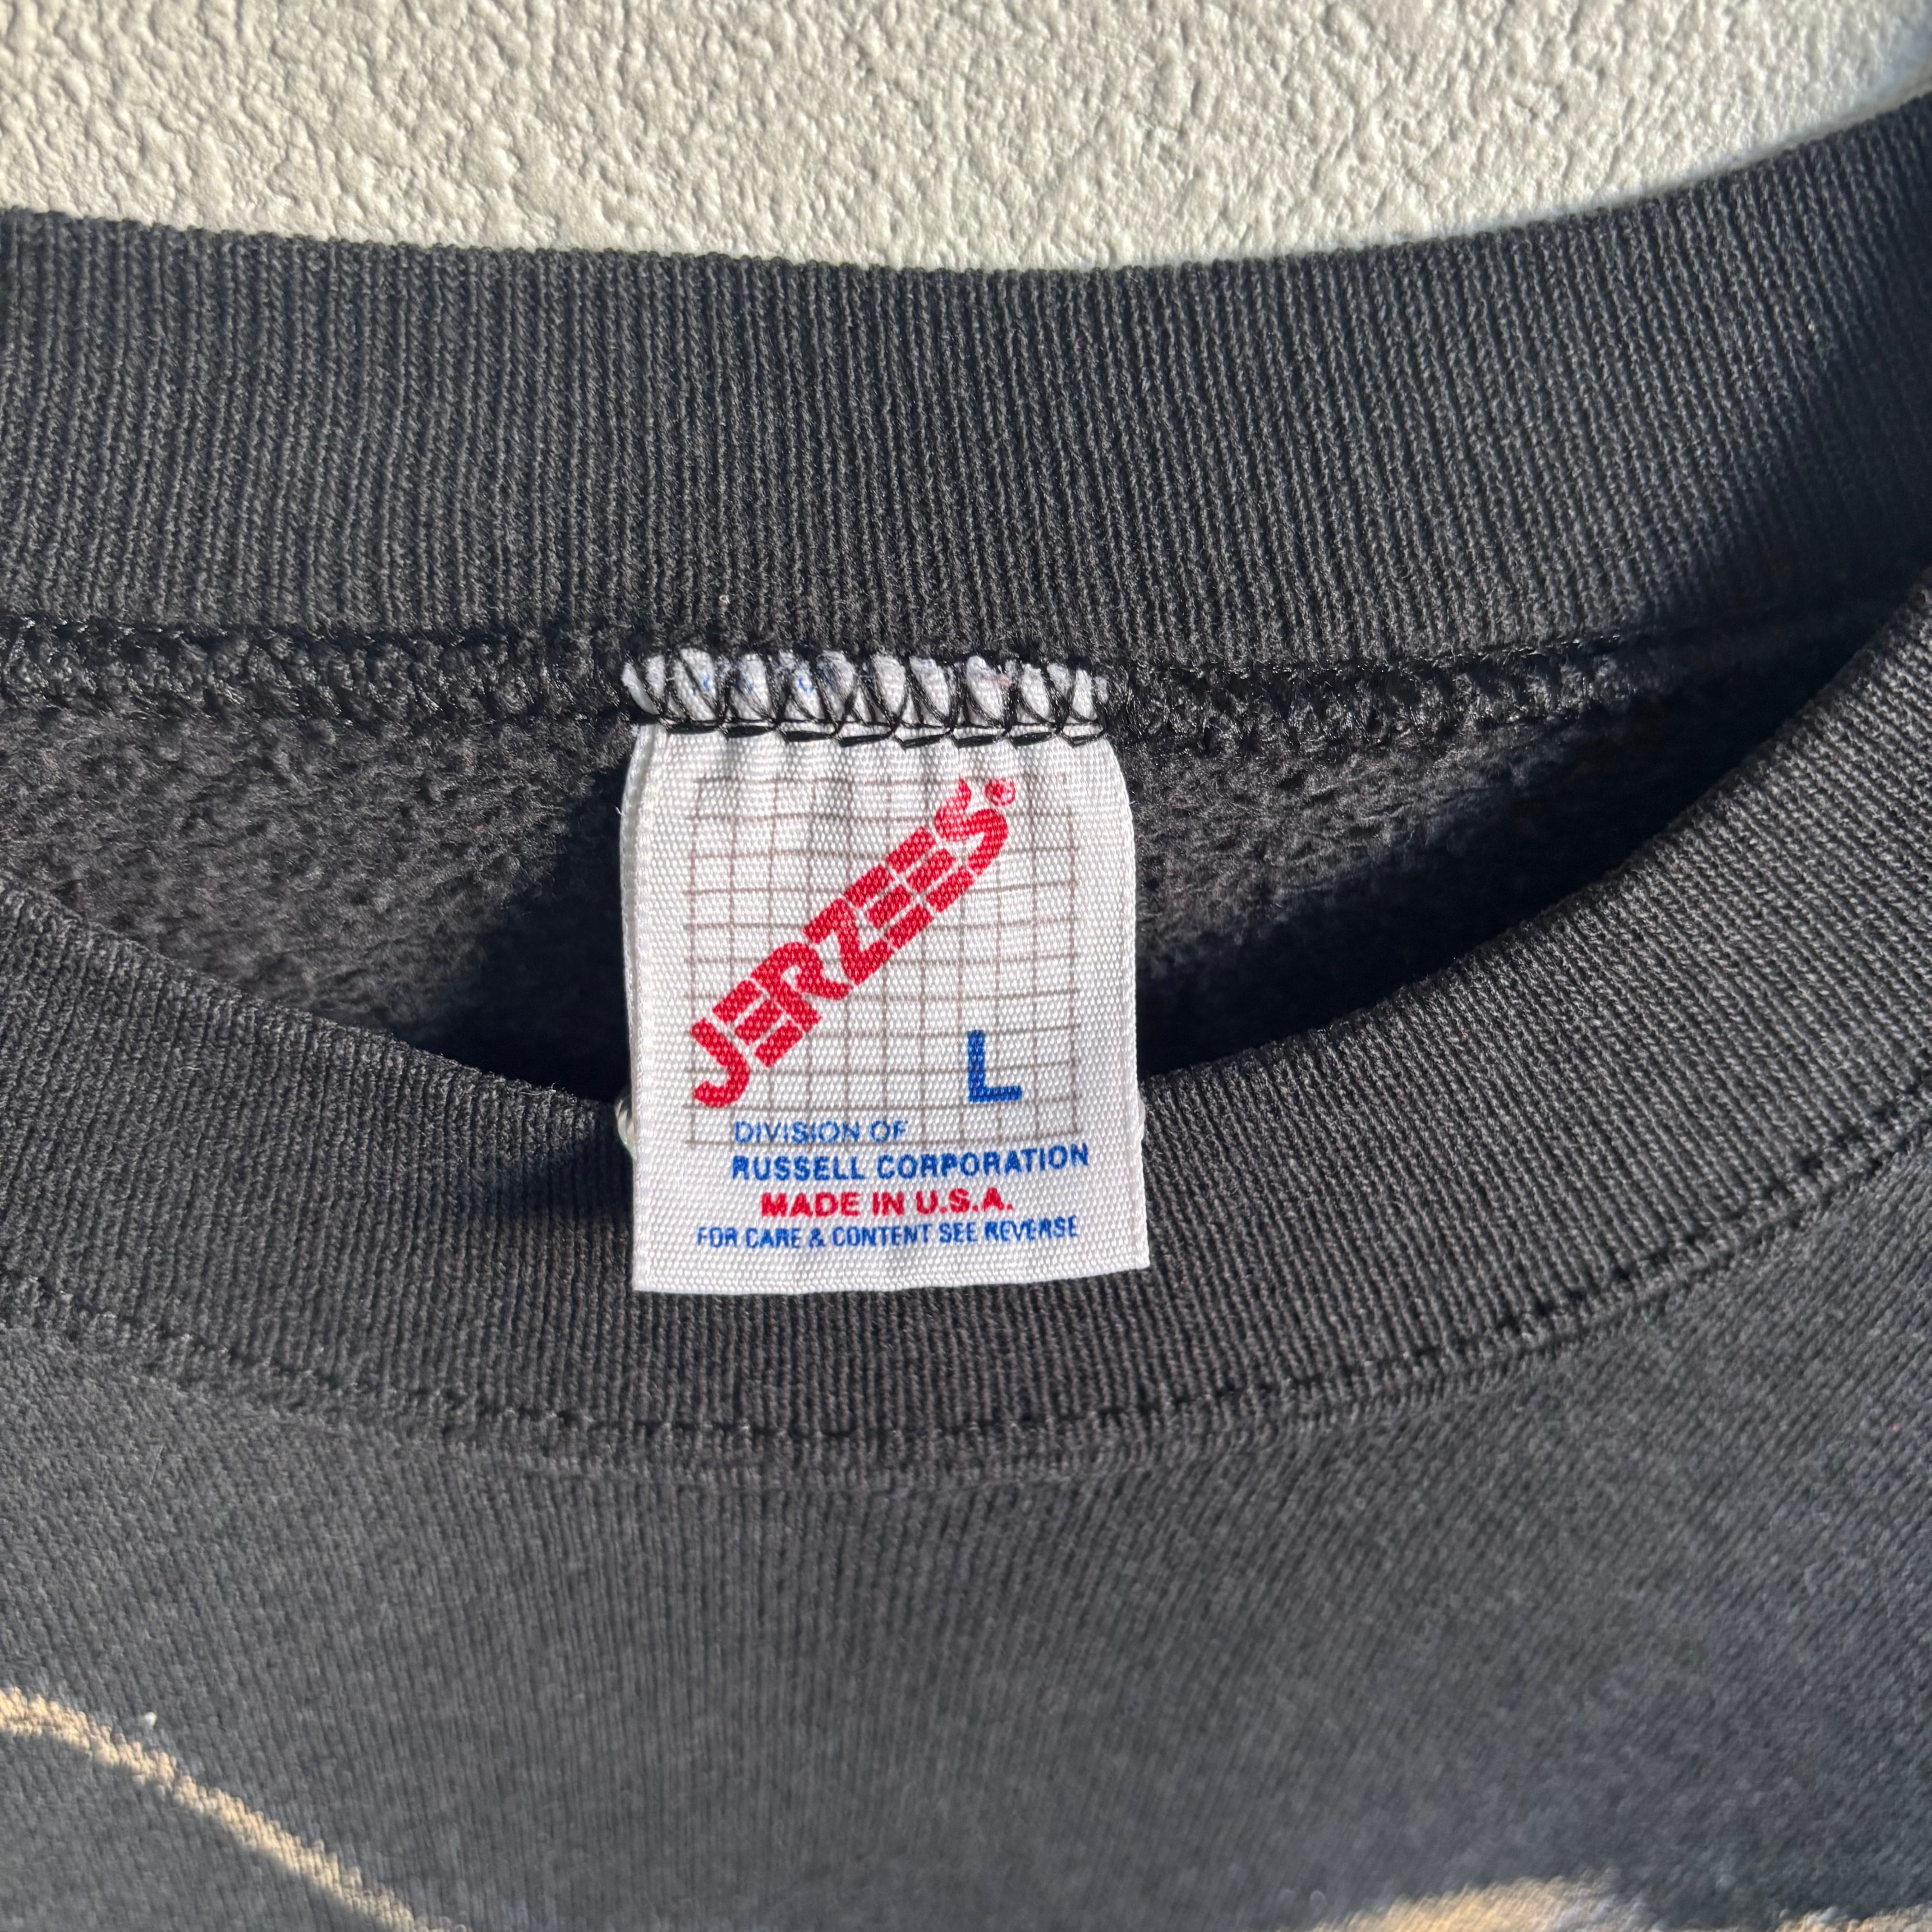 JERZEES®
L
DIVISION OF
RUSSELL CORPORATION
MADE IN U.S.A.
FOR CARE & CONTENT SEE REVERSE